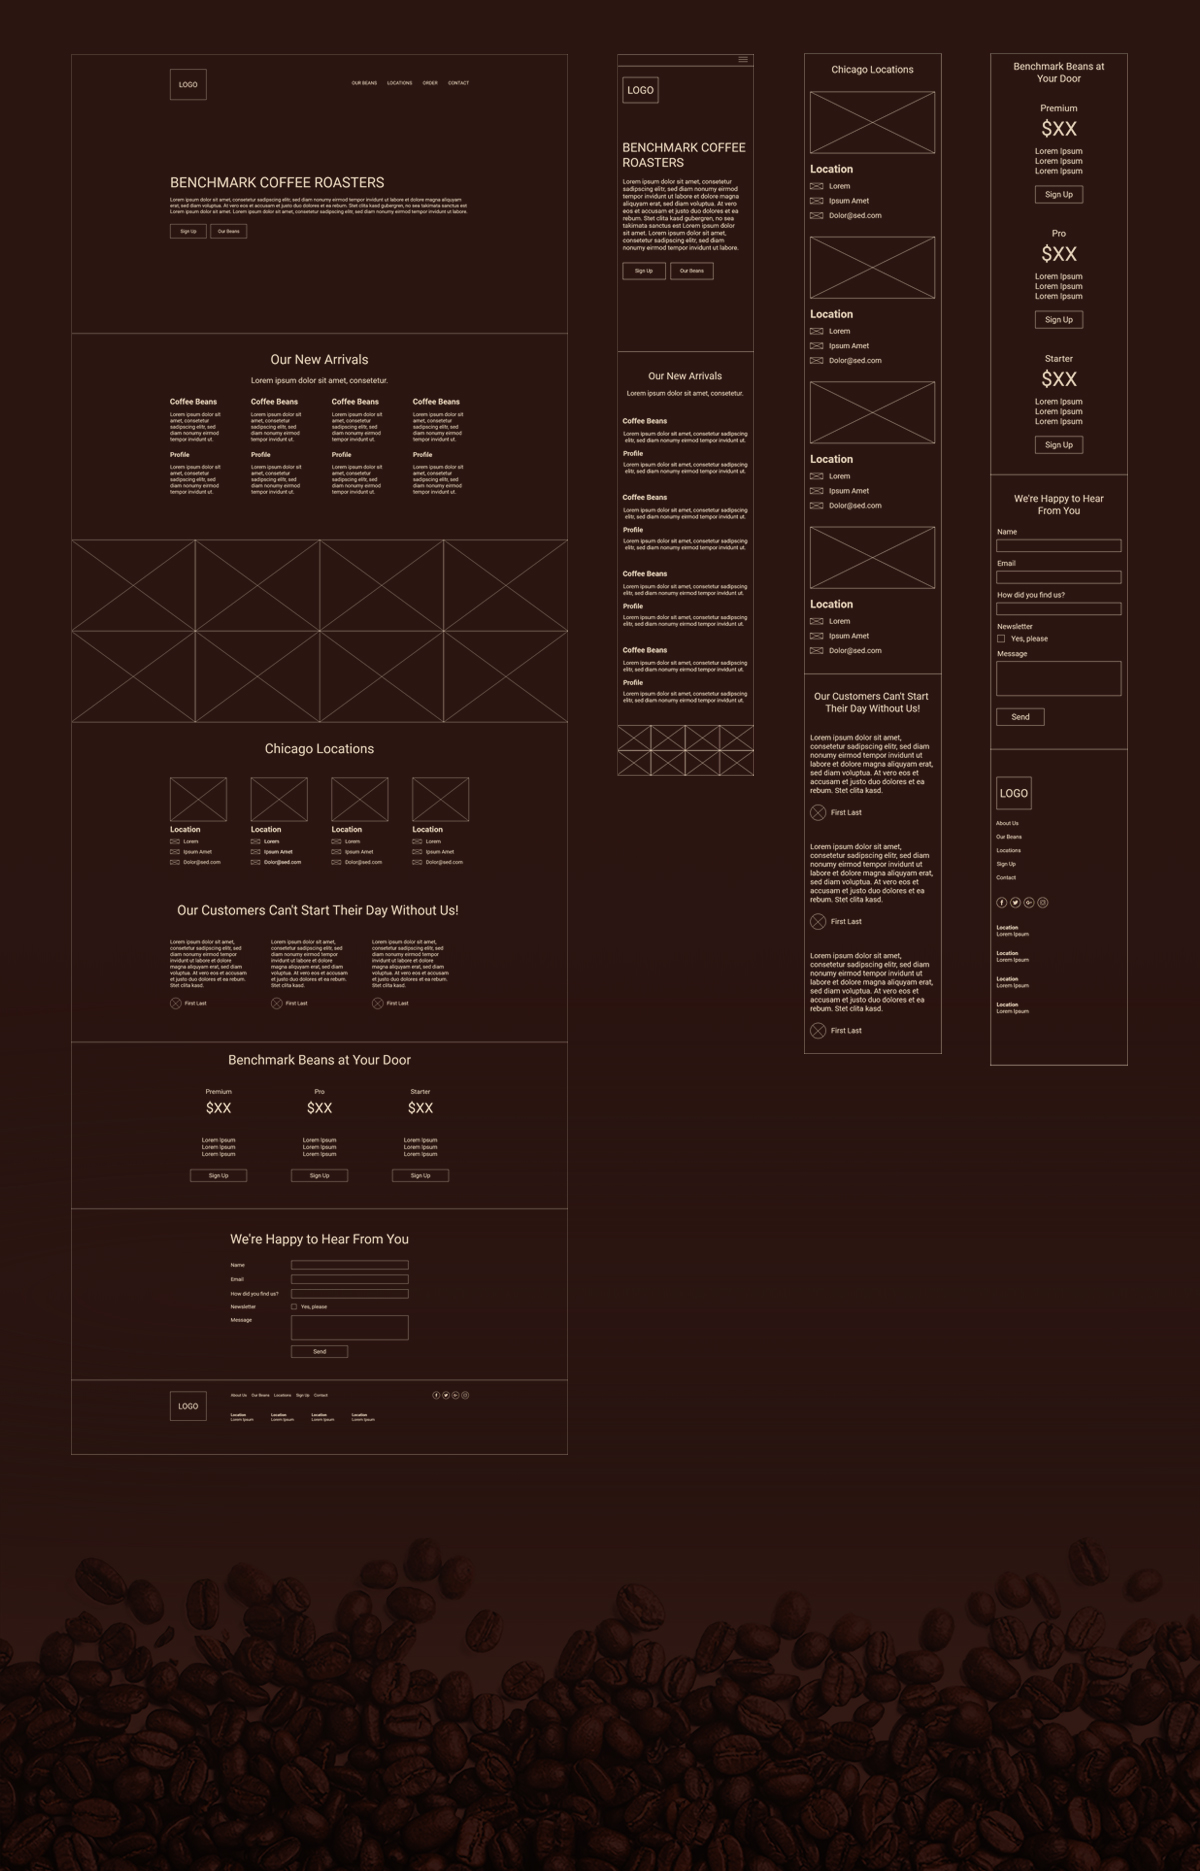 LOGO
OUR BEANS LOCATIONS ORDER CONTACT
BENCHMARK COFFEE ROASTERS
Lorem ipsum dolor sit amet, consetetur sadipscing elitr, sed diam nonumy eirmod tempor invidunt ut labore et dolore magna aliquyam
erat, sed diam voluptua. At vero eos et accusam et justo duo dolores et ea rebum. Stet clita kasd gubergren, no sea takimata sanctus est
Lorem ipsum dolor sit amet. Lorem ipsum dolor sit amet, consetetur sadipscing elitr, sed diam nonumy eirmod tempor invidunt ut labore.
Sign Up Our Beans
Our New Arrivals
Lorem ipsum dolor sit amet, consetetur.
Coffee Beans Coffee Beans Coffee Beans Coffee Beans
Lorem ipsum dolor sit Lorem ipsum dolor sit Lorem ipsum dolor sit Lorem ipsum dolor sit
amet, consetetur amet, consetetur amet, consetetur amet, consetetur
sadipscing elitr, sed sadipscing elitr, sed sadipscing elitr, sed sadipscing elitr, sed
diam nonumy eirmod diam nonumy eirmod diam nonumy eirmod diam nonumy eirmod
tempor invidunt ut. tempor invidunt ut. tempor invidunt ut. tempor invidunt ut.
Profile Profile Profile Profile
Lorem ipsum dolor sit Lorem ipsum dolor sit Lorem ipsum dolor sit Lorem ipsum dolor sit
amet, consetetur amet, consetetur amet, consetetur amet, consetetur
sadipscing elitr, sed sadipscing elitr, sed sadipscing elitr, sed sadipscing elitr, sed
diam nonumy eirmod diam nonumy eirmod diam nonumy eirmod diam nonumy eirmod
tempor invidunt ut. tempor invidunt ut. tempor invidunt ut. tempor invidunt ut.
Chicago Locations
Location Location Location Location
Lorem Lorem Lorem Lorem
Ipsum Amet Ipsum Amet Ipsum Amet Ipsum Amet
Dolor@sed.com Dolor@sed.com Dolor@sed.com Dolor@sed.com
Our Customers Can't Start Their Day Without Us!
Lorem ipsum dolor sit amet, Lorem ipsum dolor sit amet, Lorem ipsum dolor sit amet,
consetetur sadipscing elitr, sed consetetur sadipscing elitr, sed consetetur sadipscing elitr, sed
diam nonumy eirmod tempor diam nonumy eirmod tempor diam nonumy eirmod tempor
invidunt ut labore et dolore invidunt ut labore et dolore invidunt ut labore et dolore
magna aliquyam erat, sed diam magna aliquyam erat, sed diam magna aliquyam erat, sed diam
voluptua. At vero eos et accusam voluptua. At vero eos et accusam voluptua. At vero eos et accusam
et justo duo dolores et ea rebum. et justo duo dolores et ea rebum. et justo duo dolores et ea rebum.
Stet clita kasd. Stet clita kasd. Stet clita kasd.
First Last First Last First Last
Benchmark Beans at Your Door
Premium Pro Starter
$XX $XX $XX
Lorem Ipsum Lorem Ipsum Lorem Ipsum
Lorem Ipsum Lorem Ipsum Lorem Ipsum
Lorem Ipsum Lorem Ipsum Lorem Ipsum
Sign Up Sign Up Sign Up
We're Happy to Hear From You
Name
Email
How did you find us?
Newsletter Yes, please
Message
Send
LOGO
About Us Our Beans Locations Sign Up Contact
Location Location Location Location
Lorem Ipsum Lorem Ipsum Lorem Ipsum Lorem Ipsum
LOGO
BENCHMARK COFFEE
ROASTERS
Lorem ipsum dolor sit amet, consetetur
sadipscing elitr, sed diam nonumy eirmod
tempor invidunt ut labore et dolore magna
aliquyam erat, sed diam voluptua. At vero
eos et accusam et justo duo dolores et ea
rebum. Stet clita kasd gubergren, no sea
takimata sanctus est Lorem ipsum dolor
sit amet. Lorem ipsum dolor sit amet,
consetetur sadipscing elitr, sed diam
nonumy eirmod tempor invidunt ut labore.
Sign Up Our Beans
Our New Arrivals
Lorem ipsum dolor sit amet, consetetur.
Coffee Beans
Lorem ipsum dolor sit amet, consetetur sadipscing
elitr, sed diam nonumy eirmod tempor invidunt ut.
Profile
Lorem ipsum dolor sit amet, consetetur sadipscing
elitr, sed diam nonumy eirmod tempor invidunt ut.
Coffee Beans
Lorem ipsum dolor sit amet, consetetur sadipscing
elitr, sed diam nonumy eirmod tempor invidunt ut.
Profile
Lorem ipsum dolor sit amet, consetetur sadipscing
elitr, sed diam nonumy eirmod tempor invidunt ut.
Coffee Beans
Lorem ipsum dolor sit amet, consetetur sadipscing
elitr, sed diam nonumy eirmod tempor invidunt ut.
Profile
Lorem ipsum dolor sit amet, consetetur sadipscing
elitr, sed diam nonumy eirmod tempor invidunt ut.
Coffee Beans
Lorem ipsum dolor sit amet, consetetur sadipscing
elitr, sed diam nonumy eirmod tempor invidunt ut.
Profile
Lorem ipsum dolor sit amet, consetetur sadipscing
elitr, sed diam nonumy eirmod tempor invidunt ut.
Chicago Locations
Location
Lorem
Ipsum Amet
Dolor@sed.com
Location
Lorem
Ipsum Amet
Dolor@sed.com
Location
Lorem
Ipsum Amet
Dolor@sed.com
Location
Lorem
Ipsum Amet
Dolor@sed.com
Our Customers Can't Start
Their Day Without Us!
Lorem ipsum dolor sit amet,
consetetur sadipscing elitr, sed diam
nonumy eirmod tempor invidunt ut
labore et dolore magna aliquyam erat,
sed diam voluptua. At vero eos et
accusam et justo duo dolores et ea
rebum. Stet clita kasd.
First Last
Lorem ipsum dolor sit amet,
consetetur sadipscing elitr, sed diam
nonumy eirmod tempor invidunt ut
labore et dolore magna aliquyam erat,
sed diam voluptua. At vero eos et
accusam et justo duo dolores et ea
rebum. Stet clita kasd.
First Last
Lorem ipsum dolor sit amet,
consetetur sadipscing elitr, sed diam
nonumy eirmod tempor invidunt ut
labore et dolore magna aliquyam erat,
sed diam voluptua. At vero eos et
accusam et justo duo dolores et ea
rebum. Stet clita kasd.
First Last
Benchmark Beans at
Your Door
Premium
$XX
Lorem Ipsum
Lorem Ipsum
Lorem Ipsum
Sign Up
Pro
$XX
Lorem Ipsum
Lorem Ipsum
Lorem Ipsum
Sign Up
Starter
$XX
Lorem Ipsum
Lorem Ipsum
Lorem Ipsum
Sign Up
We're Happy to Hear
From You
Name
Email
How did you find us?
Newsletter
Yes, please
Message
Send
LOGO
About Us
Our Beans
Locations
Sign Up
Contact
Location
Lorem Ipsum
Location
Lorem Ipsum
Location
Lorem Ipsum
Location
Lorem Ipsum